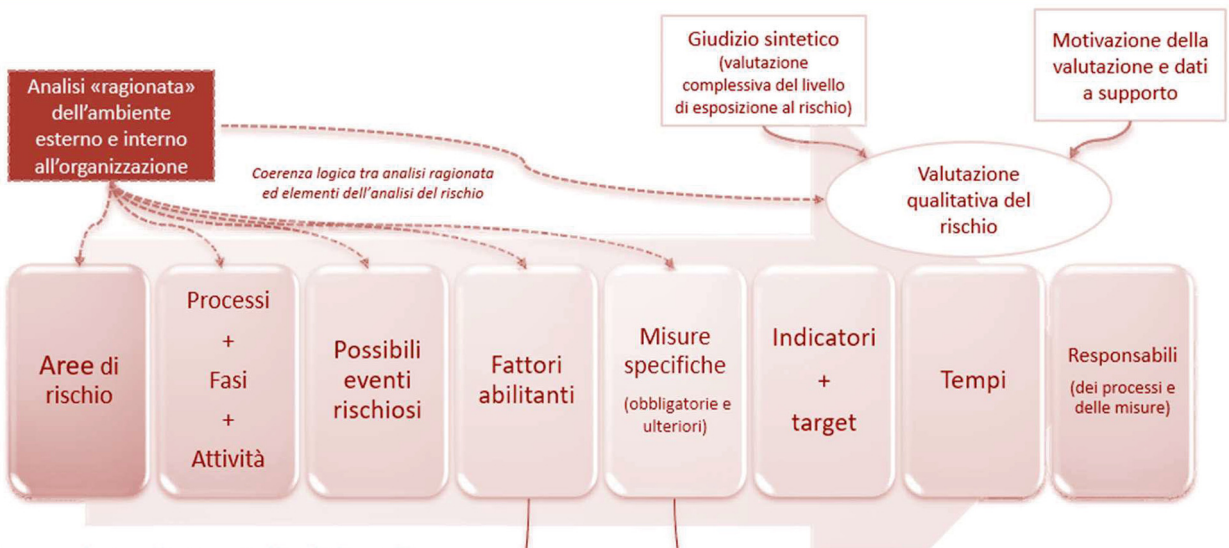 Giudizio sintetico
(valutazione
complessiva del livello
di esposizione al rischio)
Motivazione della
valutazione e dati
a supporto
Analisi «ragionata»
dell'ambiente
esterno e interno
all'organizzazione
Coerenza logica tra analisi ragionata
ed elementi dell'analisi del rischio
Valutazione
qualitativa del
rischio
Aree di
rischio
Processi
+
Fasi
+
Attività
Possibili
eventi
rischiosi
Fattori
abilitanti
Misure
specifiche
(obbligatorie e
ulteriori)
Indicatori
+
target
Tempi
Responsabili
(dei processi e
delle misure)